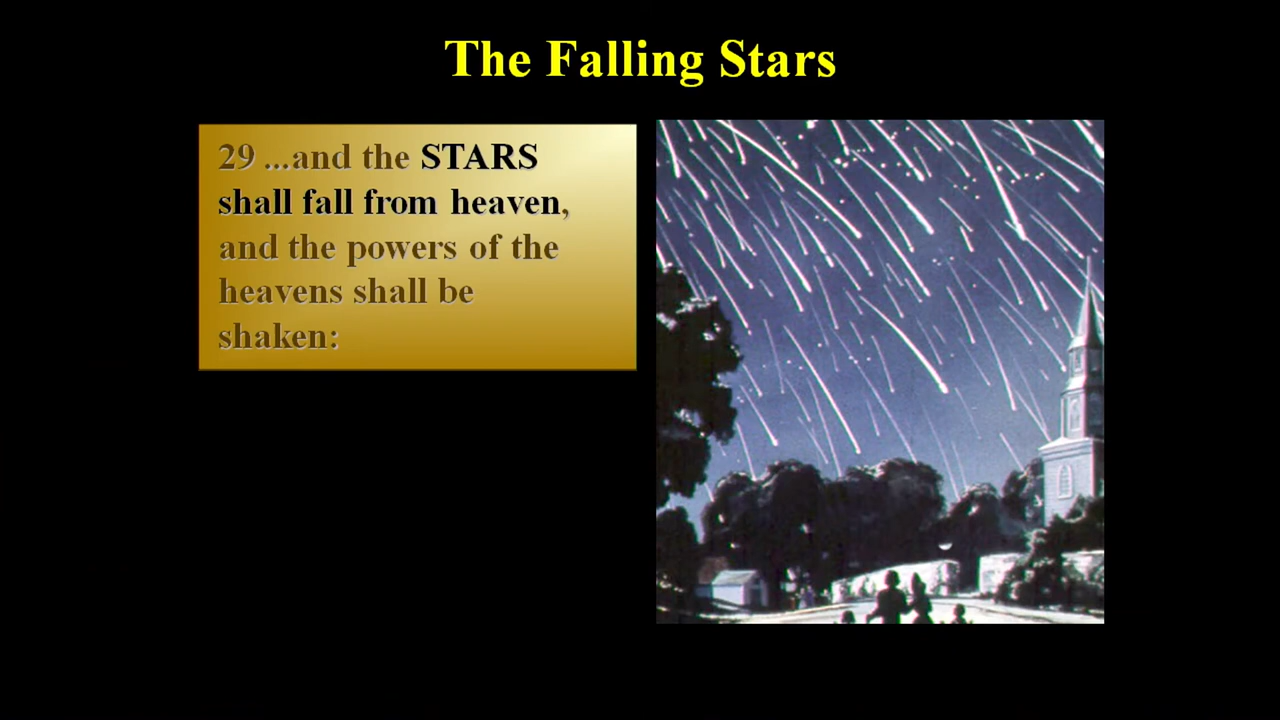 The Falling Stars
29 ...and the STARS
shall fall from heaven,
and the powers of the
heavens shall be
shaken: